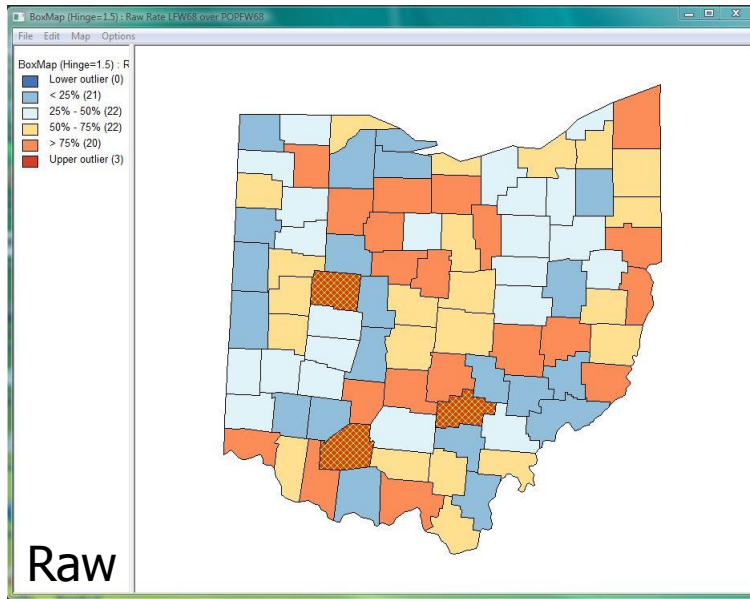 BoxMap (Hinge=1.5) : Raw Rate LFW68 over POPFW68
File Edit Map Options
BoxMap (Hinge=1.5) : R
Lower outlier (0)
< 25% (21)
25% - 50% (22)
50% - 75% (22)
> 75% (20)
Upper outlier (3)
Raw